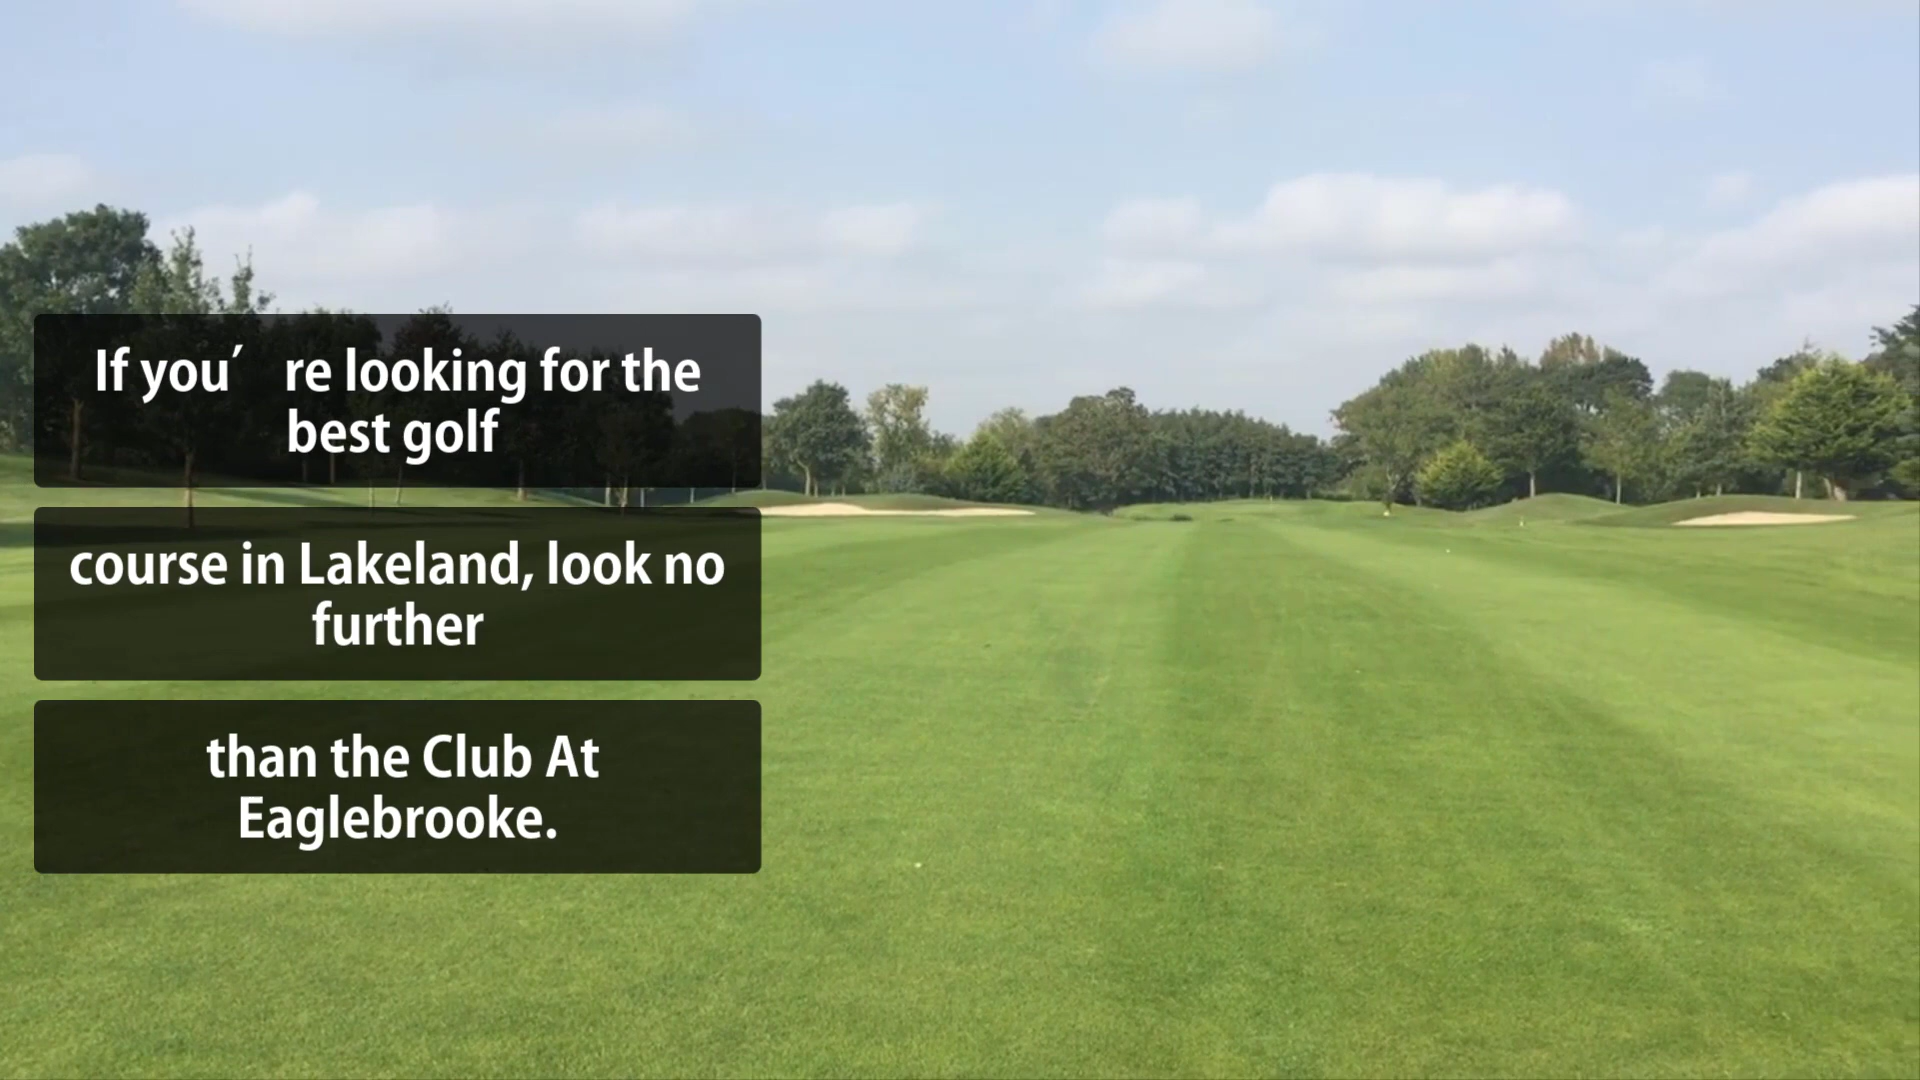 If you′ re looking for the
best golf
course in Lakeland, look no
further
than the Club At
Eaglebrooke.